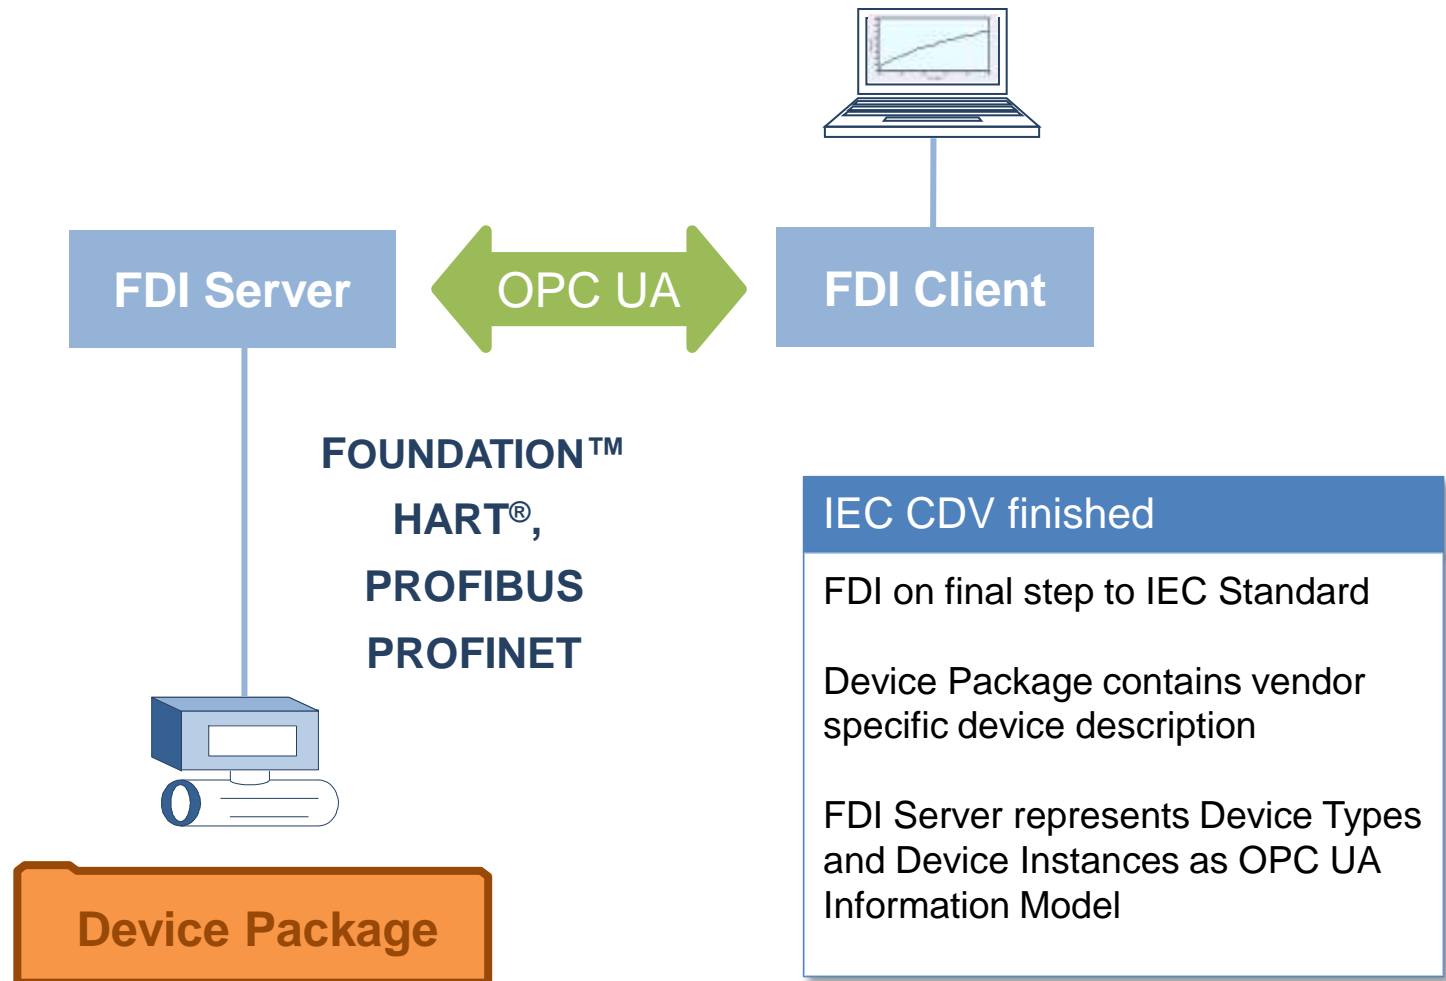 FDI Server
OPC UA
FDI Client
FOUNDATION™
HART®,
PROFIBUS
PROFINET
Device Package
IEC CDV finished
FDI on final step to IEC Standard
Device Package contains vendor
specific device description
FDI Server represents Device Types
and Device Instances as OPC UA
Information Model